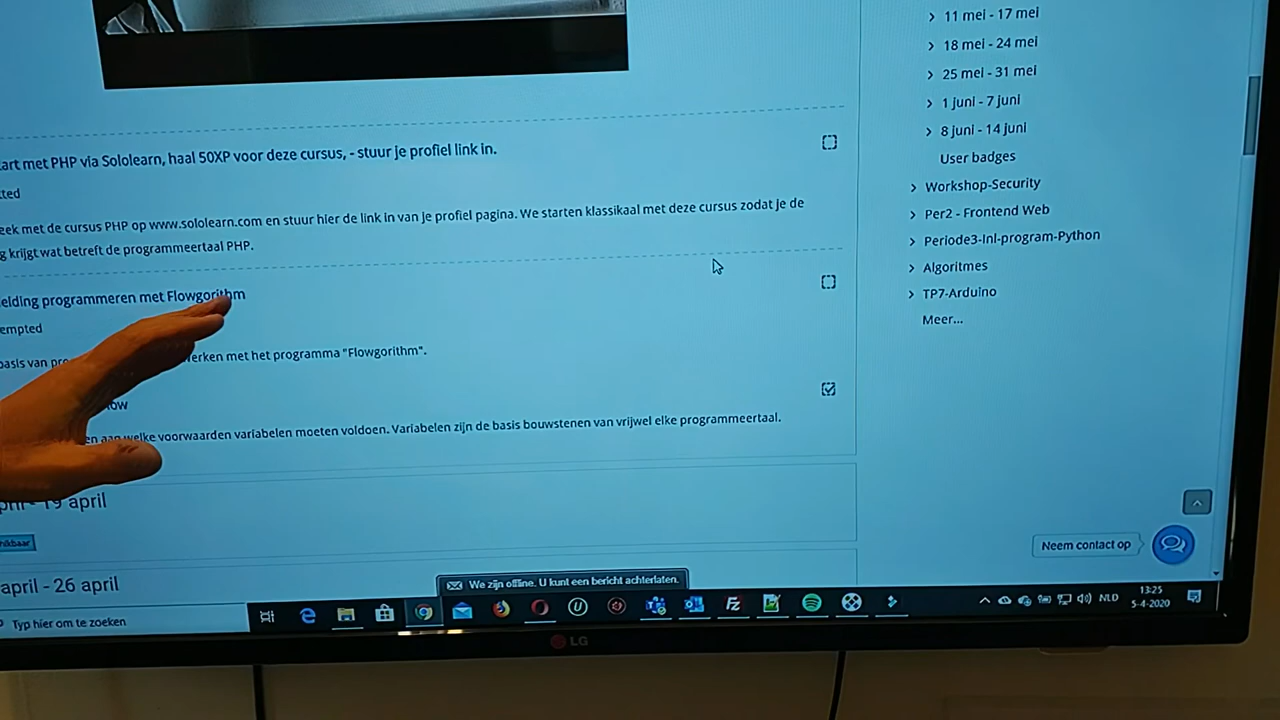 11 mei - 17 mei
18 mei - 24 mei
25 mei - 31 mei
1 juni - 7 juni
8 juni - 14 juni
User badges
Workshop-Security
Per2 - Frontend Web
Periode3-Inl-program-Python
Algoritmes
TP7-Arduino
Meer...
art met PHP via Sololearn, haal 50XP voor deze cursus, - stuur je profiel link in.
ted
eek met de cursus PHP op www.sololearn.com en stuur hier de link in van je profiel pagina. We starten klassikaal met deze cursus zodat je de
g krijgt wat betreft de programmeertaal PHP.
elding programmeren met Flowgorithm
empted
basis van erken met het programma "Flowgorithm".
ow
en aan welke voorwaarden variabelen moeten voldoen. Variabelen zijn de basis bouwstenen van vrijwel elke programmeertaal.
19 april
hikbaar
april - 26 april
Neem contact op
We zijn offline. U kunt een bericht achterlaten.
Typ hier om te zoeken
NLD
13:25
5-4-2020
LG